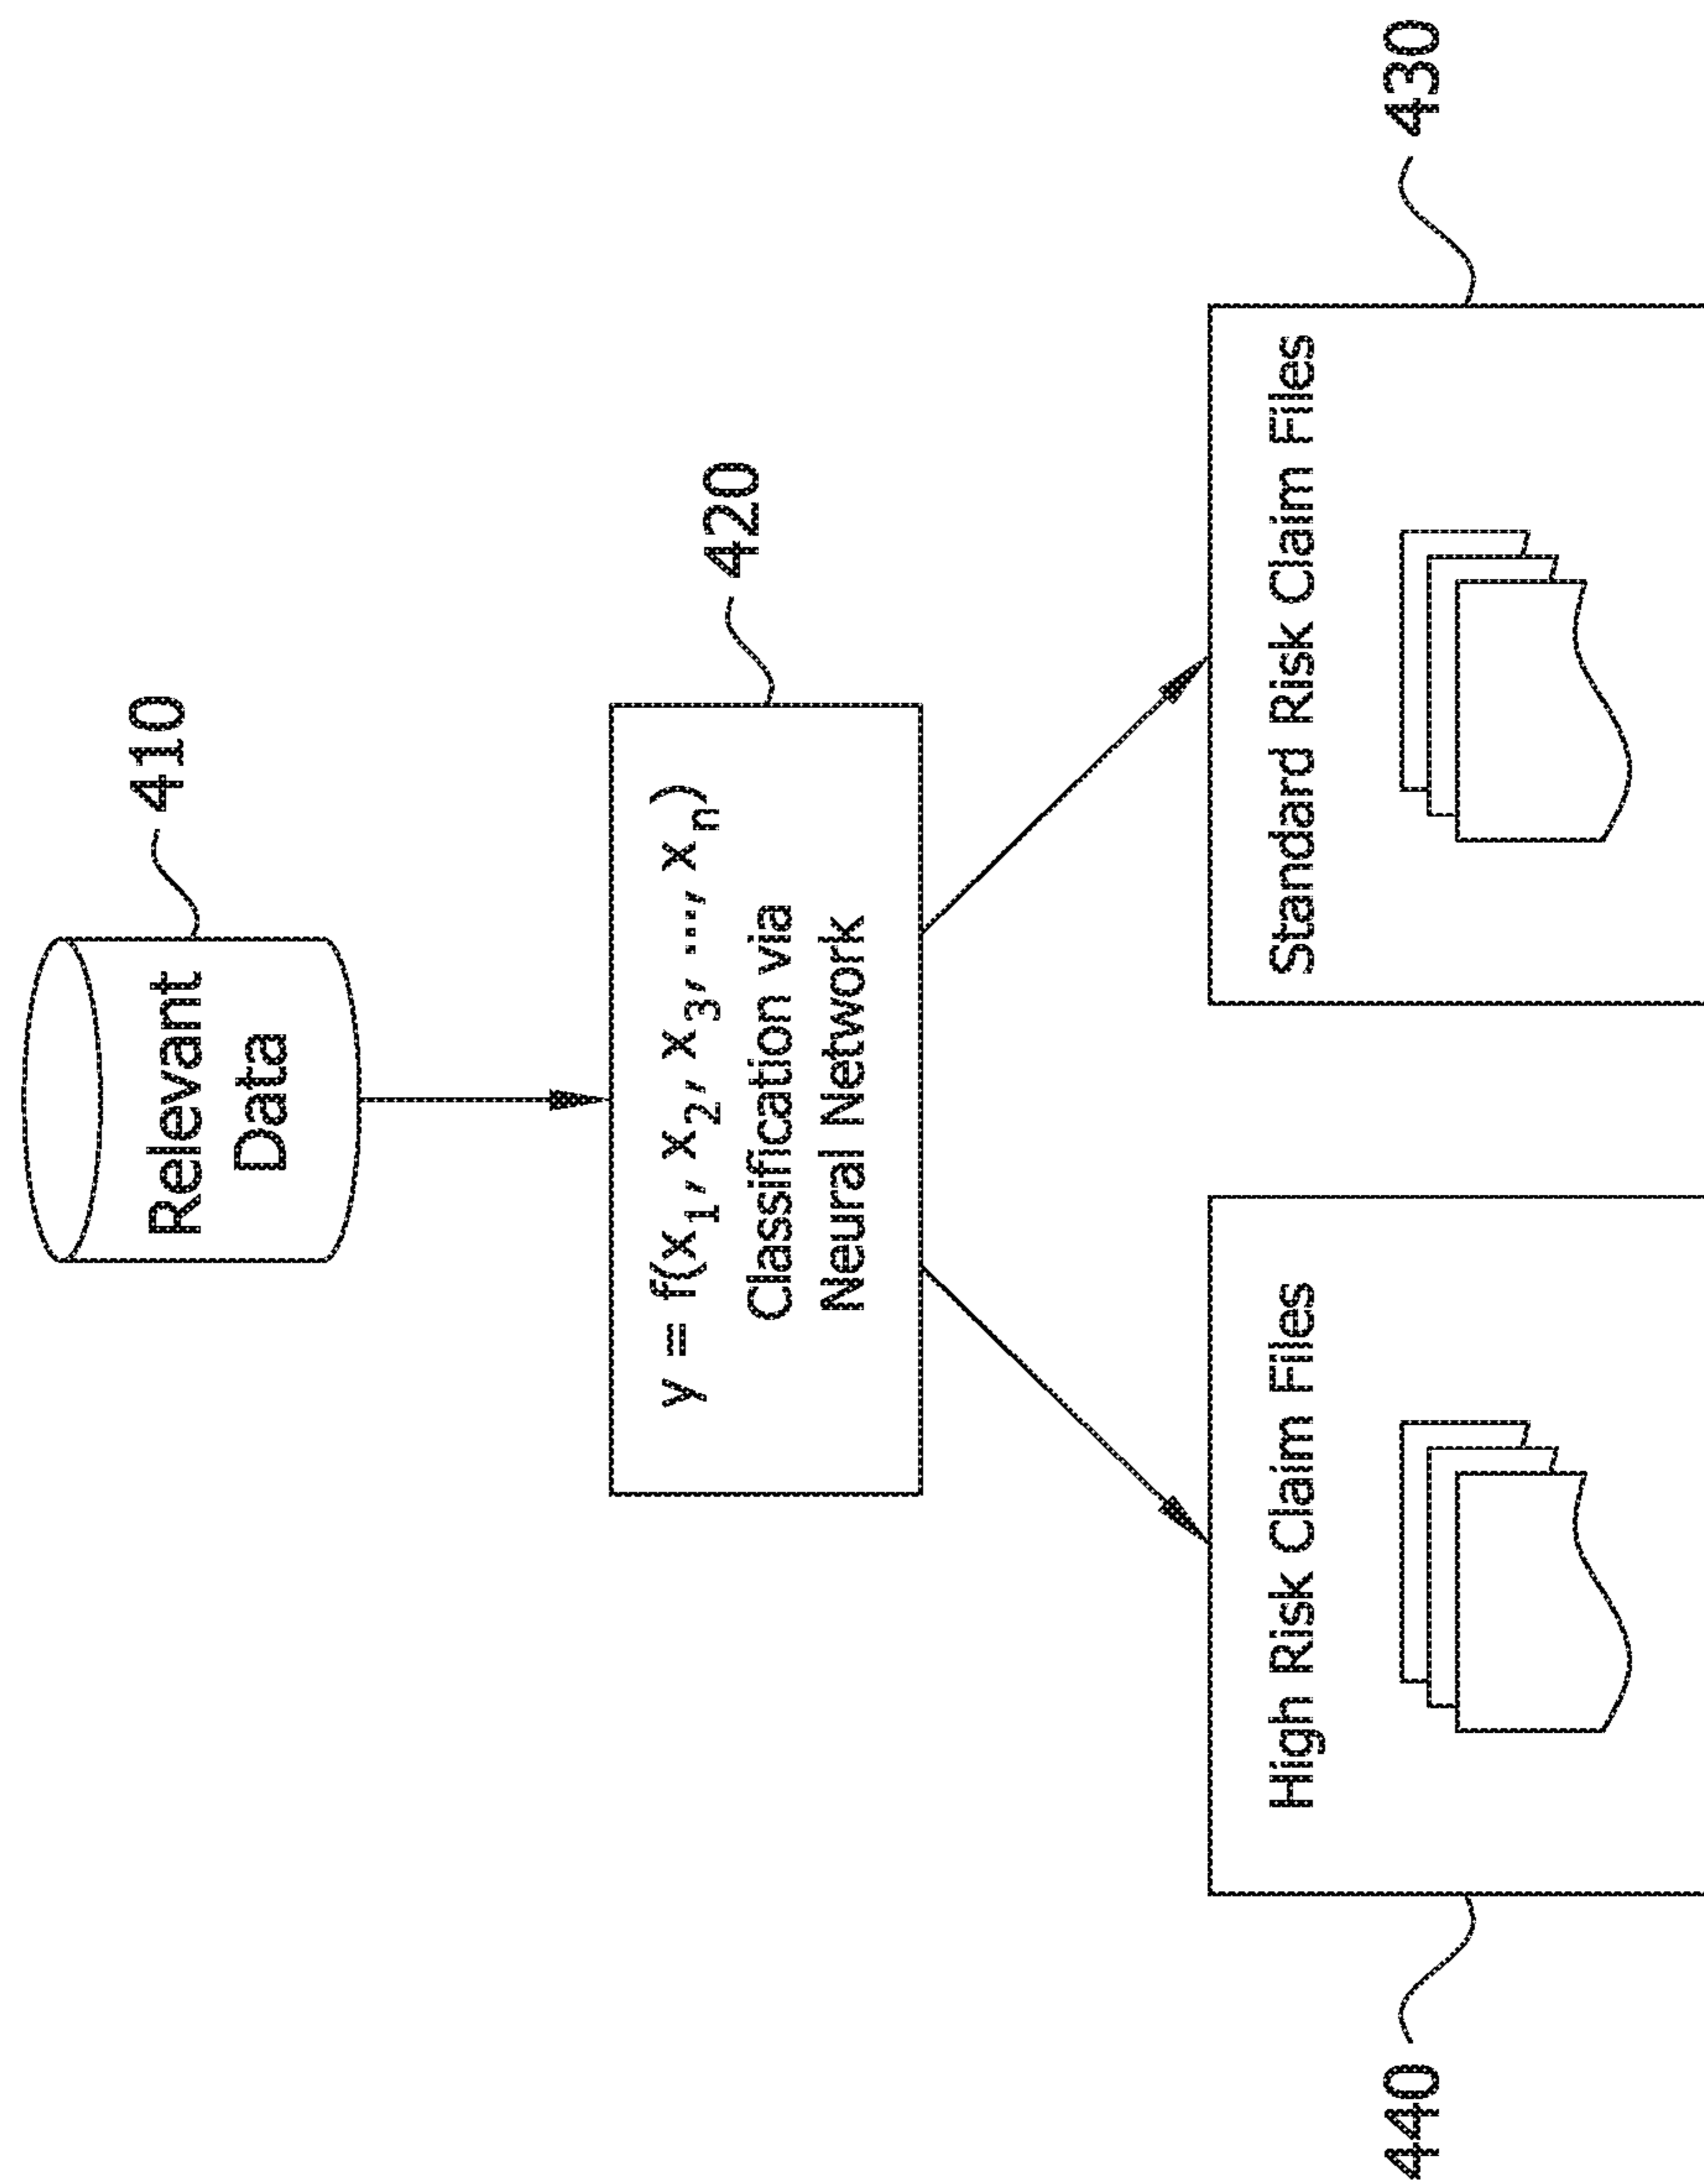 410
Relevant
Data
420
y = f(x₁, x₂, x₃, ..., xₙ)
Classification via
Neural Network
440
High Risk Claim Files
Standard Risk Claim Files
430